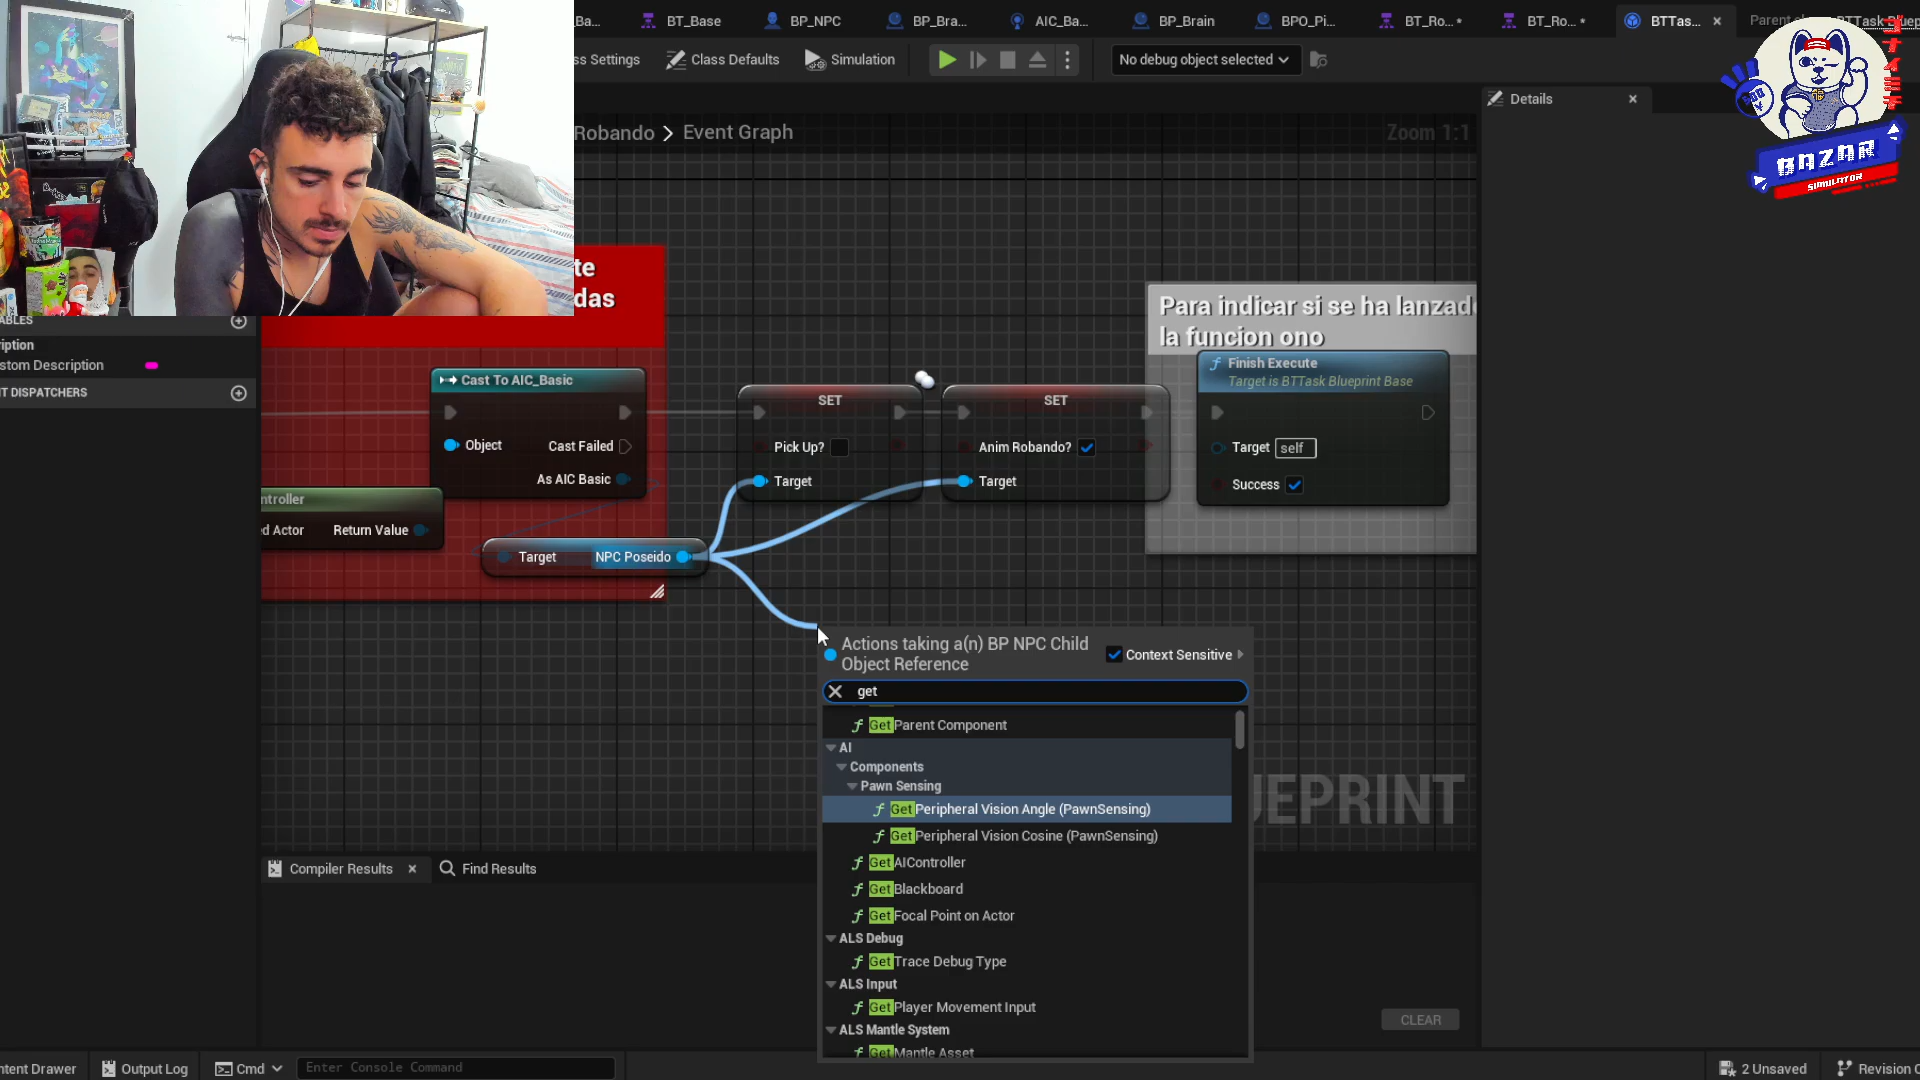 Ba...
BT_Base
BP_NPC
BP_Bra...
AIC_Ba...
BP_Brain
BPO_Pi...
BT_Ro...*
BT_Ro...*
BTTas...
ss Settings
Class Defaults
Simulation
No debug object selected
Details
Robando > Event Graph
Zoom 1:1
BAZAR
SIMULATOR
te
das
ABLES
ription
stom Description
T DISPATCHERS
Cast To AIC_Basic
Object
Cast Failed
As AIC Basic
ntroller
ed Actor
Return Value
Target
NPC Poseido
SET
Pick Up?
Target
SET
Anim Robando?
Target
Para indicar si se ha lanzado
la funcion ono
Finish Execute
Target is BTTask Blueprint Base
Target
self
Success
Actions taking a(n) BP NPC Child
Object Reference
Context Sensitive
get
Get Parent Component
AI
Components
Pawn Sensing
Get Peripheral Vision Angle (PawnSensing)
Get Peripheral Vision Cosine (PawnSensing)
Get AIController
Get Blackboard
Get Focal Point on Actor
ALS Debug
Get Trace Debug Type
ALS Input
Get Player Movement Input
ALS Mantle System
Get Mantle Asset
UEPRINT
Compiler Results
Find Results
CLEAR
ntent Drawer
Output Log
Cmd
Enter Console Command
2 Unsaved
Revision C